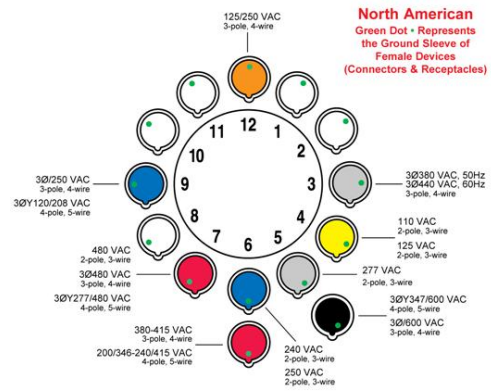 North American
Green Dot • Represents
the Ground Sleeve of
Female Devices
(Connectors & Receptacles)
125/250 VAC
3-pole, 4-wire
12
1
2
3
4
5
6
7
8
9
10
11
3Ø/250 VAC
3-pole, 4-wire
3ØY120/208 VAC
4-pole, 5-wire
3Ø380 VAC, 50Hz
3Ø440 VAC, 60Hz
3-pole, 4-wire
110 VAC
2-pole, 3-wire
125 VAC
2-pole, 3-wire
277 VAC
2-pole, 3-wire
3ØY347/600 VAC
4-pole, 5-wire
3Ø/600 VAC
3-pole, 4-wire
480 VAC
2-pole, 3-wire
3Ø480 VAC
3-pole, 4-wire
3ØY277/480 VAC
4-pole, 5-wire
380-415 VAC
3-pole, 4-wire
200/346-240/415 VAC
4-pole, 5-wire
240 VAC
2-pole, 3-wire
250 VAC
2-pole, 3-wire